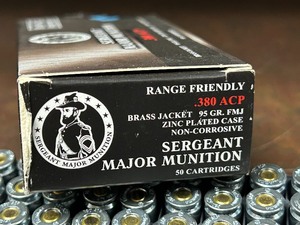 RANGE FRIENDLY
.380 ACP
BRASS JACKET 95 GR. FMJ
ZINC PLATED CASE
NON-CORROSIVE
SERGEANT
MAJOR MUNITION
50 CARTRIDGES
SERGEANT MAJOR MUNITION